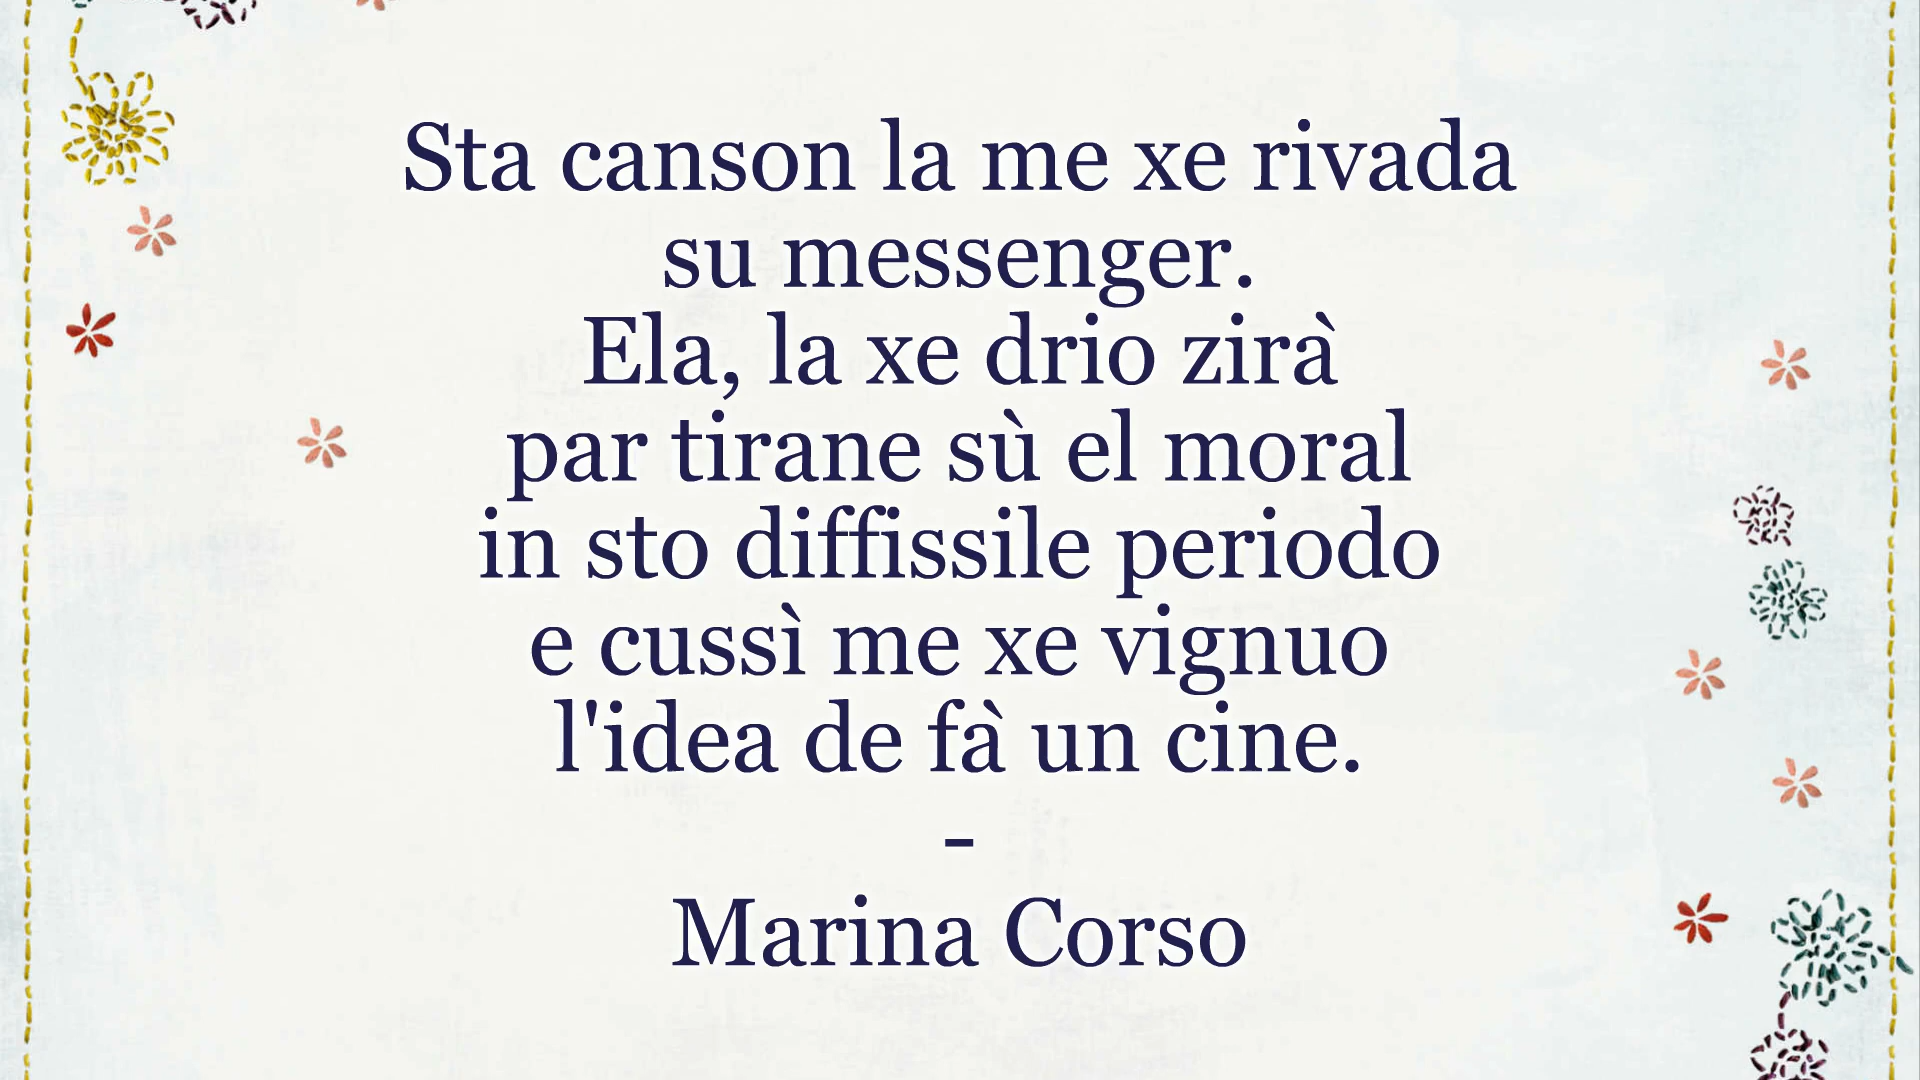 Sta canson la me xe rivada
su messenger.
Ela, la xe drio zirà
par tirane sù el moral
in sto diffissile periodo
e cussì me xe vignuo
l'idea de fà un cine.
-
Marina Corso